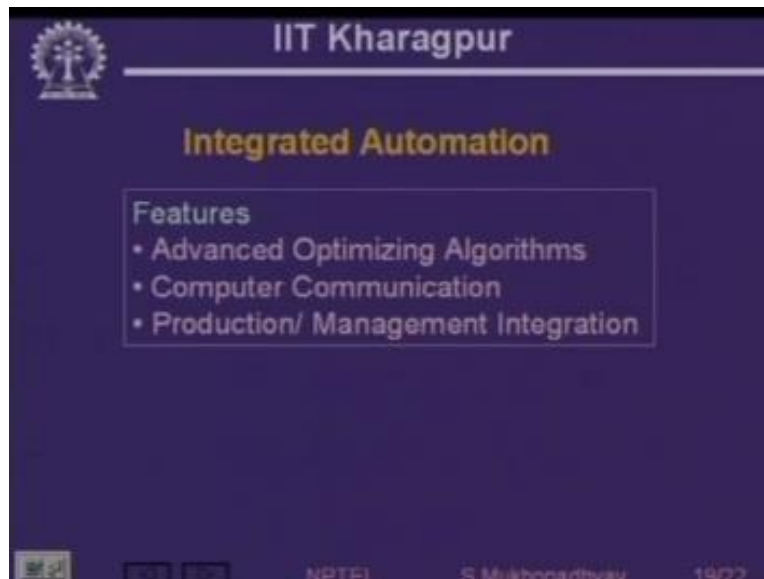 IIT Kharagpur
Integrated Automation
Features
• Advanced Optimizing Algorithms
• Computer Communication
• Production/ Management Integration
NPTEL S.Mukhopadhyay 19/22